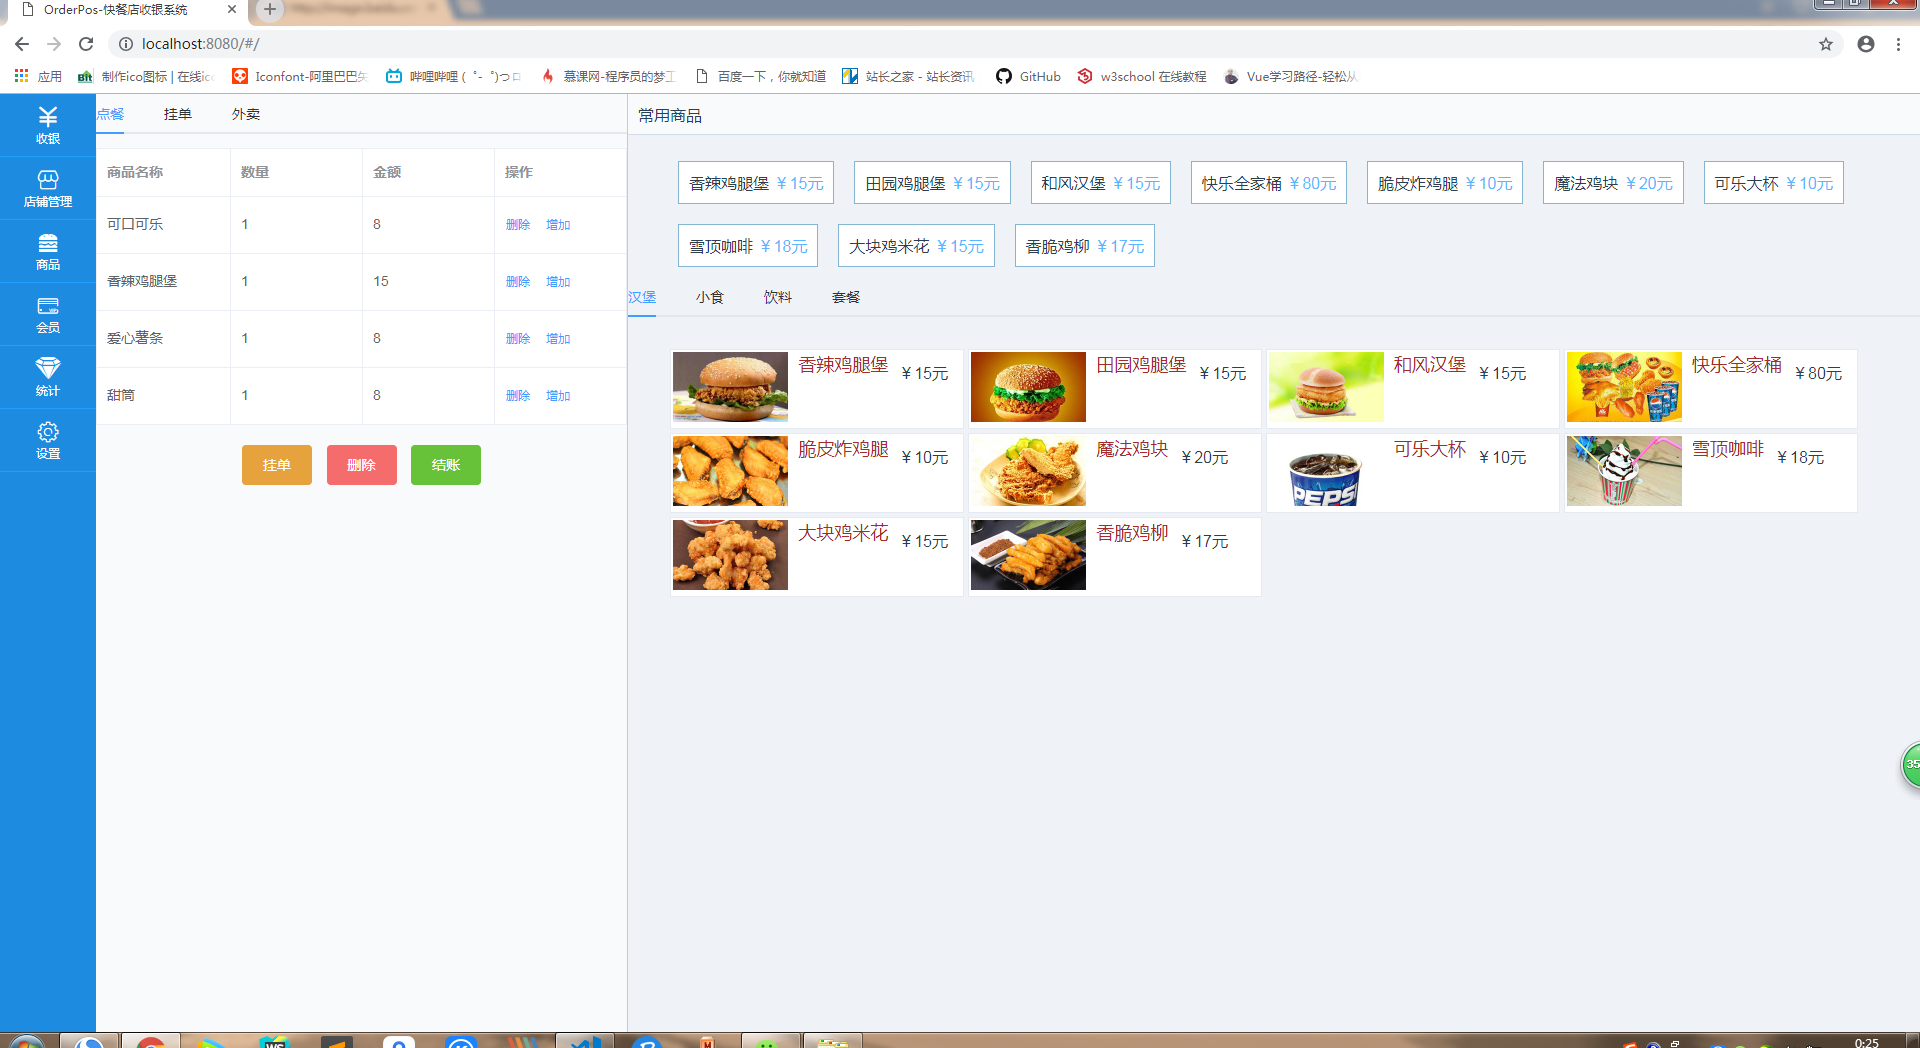 OrderPos-快餐店收银系统
localhost:8080/#/
应用 制作ico图标 | 在线ic Iconfont-阿里巴巴矢 哔哩哔哩 ( ゜- ゜)つロ 慕课网-程序员的梦工 百度一下，你就知道 站长之家 - 站长资讯 GitHub w3school 在线教程 Vue学习路径-轻松从
收银
店铺管理
商品
会员
统计
设置
点餐 挂单 外卖
商品名称 数量 金额 操作
可口可乐 1 8 删除 增加
香辣鸡腿堡 1 15 删除 增加
爱心薯条 1 8 删除 增加
甜筒 1 8 删除 增加
挂单 删除 结账
常用商品
香辣鸡腿堡 ￥15元 田园鸡腿堡 ￥15元 和风汉堡 ￥15元 快乐全家桶 ￥80元 脆皮炸鸡腿 ￥10元 魔法鸡块 ￥20元 可乐大杯 ￥10元
雪顶咖啡 ￥18元 大块鸡米花 ￥15元 香脆鸡柳 ￥17元
汉堡 小食 饮料 套餐
香辣鸡腿堡 ￥15元 田园鸡腿堡 ￥15元 和风汉堡 ￥15元 快乐全家桶 ￥80元
脆皮炸鸡腿 ￥10元 魔法鸡块 ￥20元 可乐大杯 ￥10元 雪顶咖啡 ￥18元
PEPSI
大块鸡米花 ￥15元 香脆鸡柳 ￥17元
35
0:25